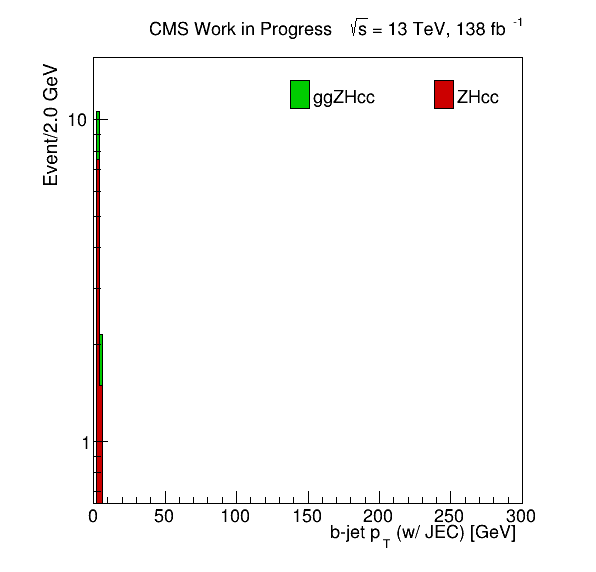 CMS Work in Progress √s = 13 TeV, 138 fb⁻¹
Event/2.0 GeV
ggZHcc ZHcc
10
1
0 50 100 150 200 250 300
b-jet p_T (w/ JEC) [GeV]